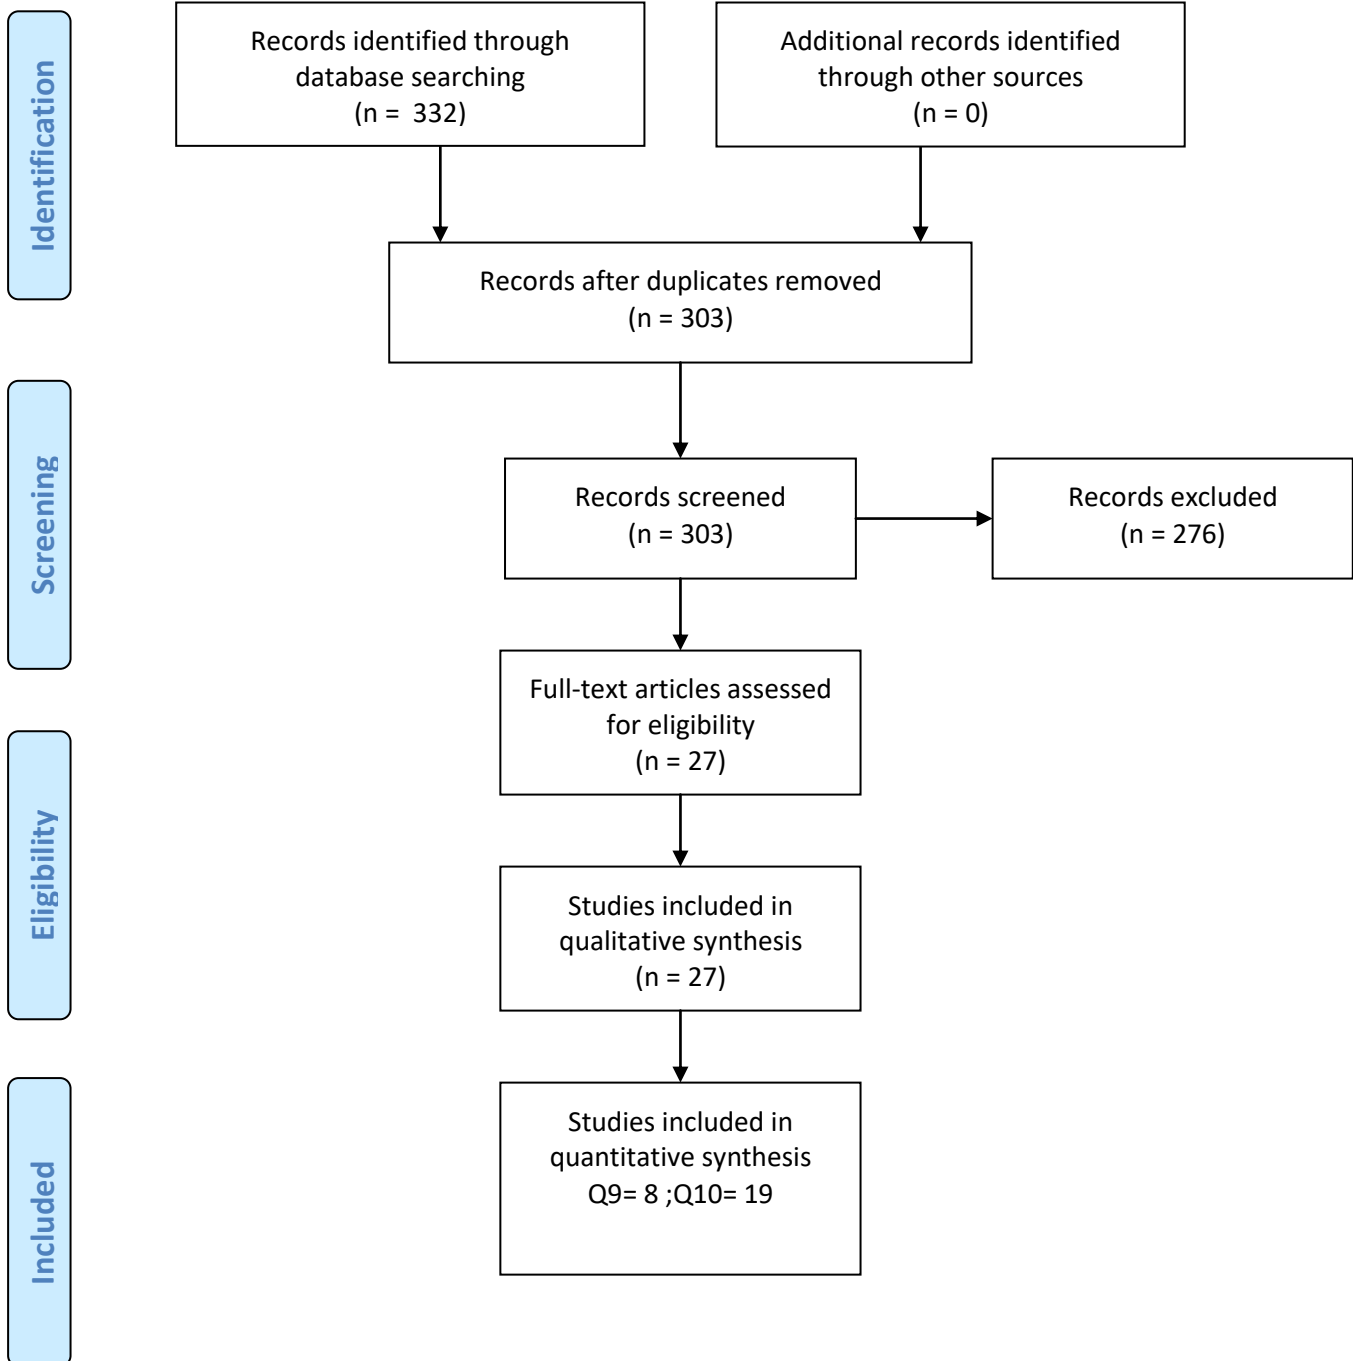 Identification
Records identified through
database searching
(n =  332)
Additional records identified
through other sources
(n = 0)
Records after duplicates removed
(n = 303)
Screening
Records screened
(n = 303)
Records excluded
(n = 276)
Full-text articles assessed
for eligibility
(n = 27)
Eligibility
Studies included in
qualitative synthesis
(n = 27)
Included
Studies included in
quantitative synthesis
Q9= 8 ;Q10= 19